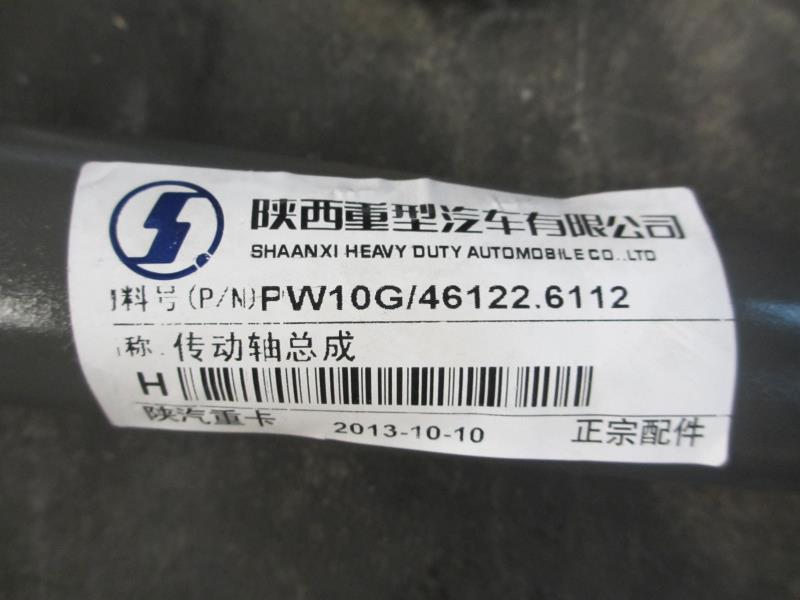 陕西重型汽车有限公司
SHAANXI HEAVY DUTY AUTOMOBILE CO.,LTD
料号(P/N)PW10G/46122.6112
称 传动轴总成
H
陕汽重卡 2013-10-10 正宗配件